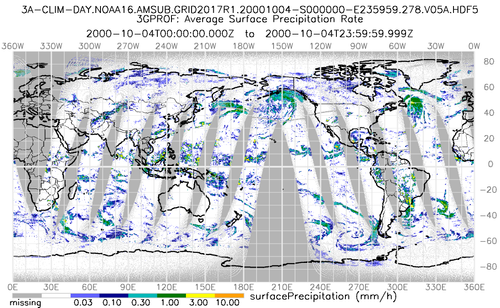 3A-CLIM-DAY.NOAA16.AMSUB.GRID2017R1.20001004-S000000-E235959.278.V05A.HDF5
3GPROF: Average Surface Precipitation Rate
2000-10-04T00:00:00.000Z to 2000-10-04T23:59:59.999Z
360W 330W 300W 270W 240W 210W 180W 150W 120W 90W 60W 30W 0W
80
60
40
20
0
-20
-40
-60
-80
0E 30E 60E 90E 120E 150E 180E 210E 240E 270E 300E 330E 360E
missing 0.03 0.10 0.30 1.00 3.00 10.00 surfacePrecipitation (mm/h)